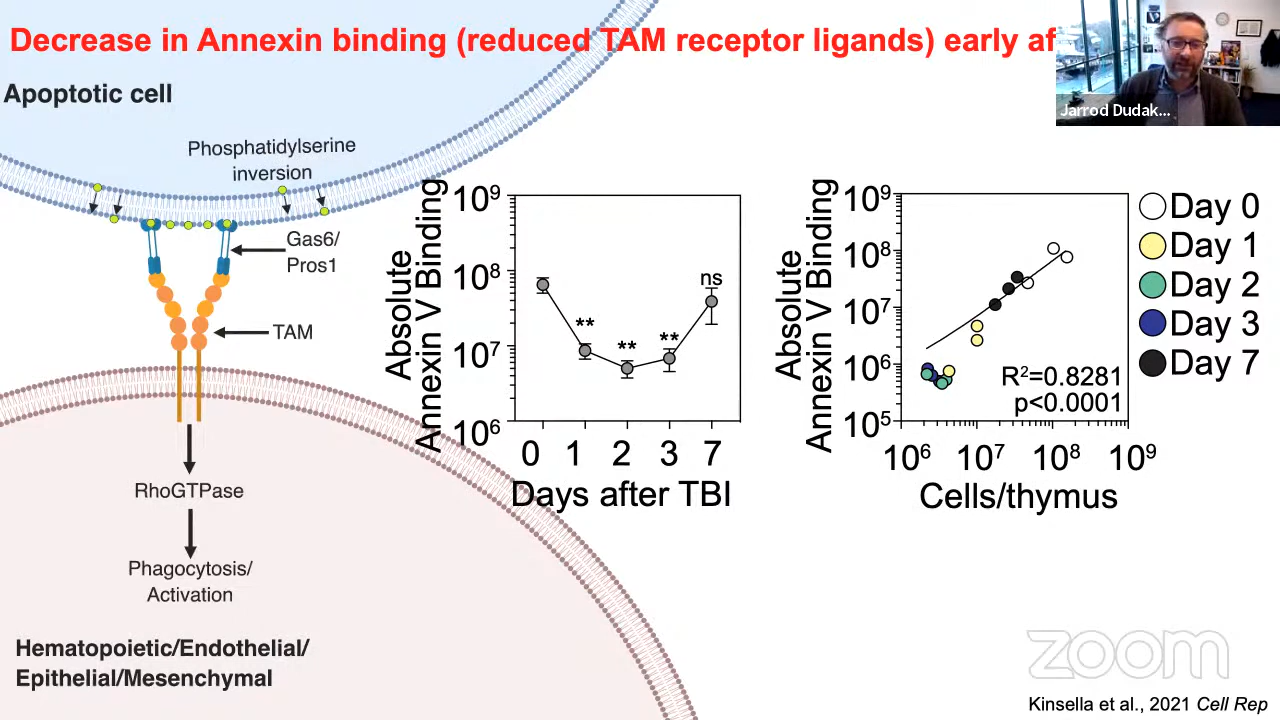 Decrease in Annexin binding (reduced TAM receptor ligands) early af
Jarrod Dudak...
Apoptotic cell
Phosphatidylserine
inversion
Gas6/
Pros1
TAM
RhoGTPase
Phagocytosis/
Activation
Hematopoietic/Endothelial/
Epithelial/Mesenchymal
Absolute
Annexin V Binding
10⁹
10⁸
10⁷
10⁶
**
**
**
ns
0 1 2 3 7
Days after TBI
Absolute
Annexin V Binding
10⁹
10⁸
10⁷
10⁶
10⁵
R²=0.8281
p<0.0001
10⁶ 10⁷ 10⁸ 10⁹
Cells/thymus
Day 0
Day 1
Day 2
Day 3
Day 7
zoom
Kinsella et al., 2021 Cell Rep